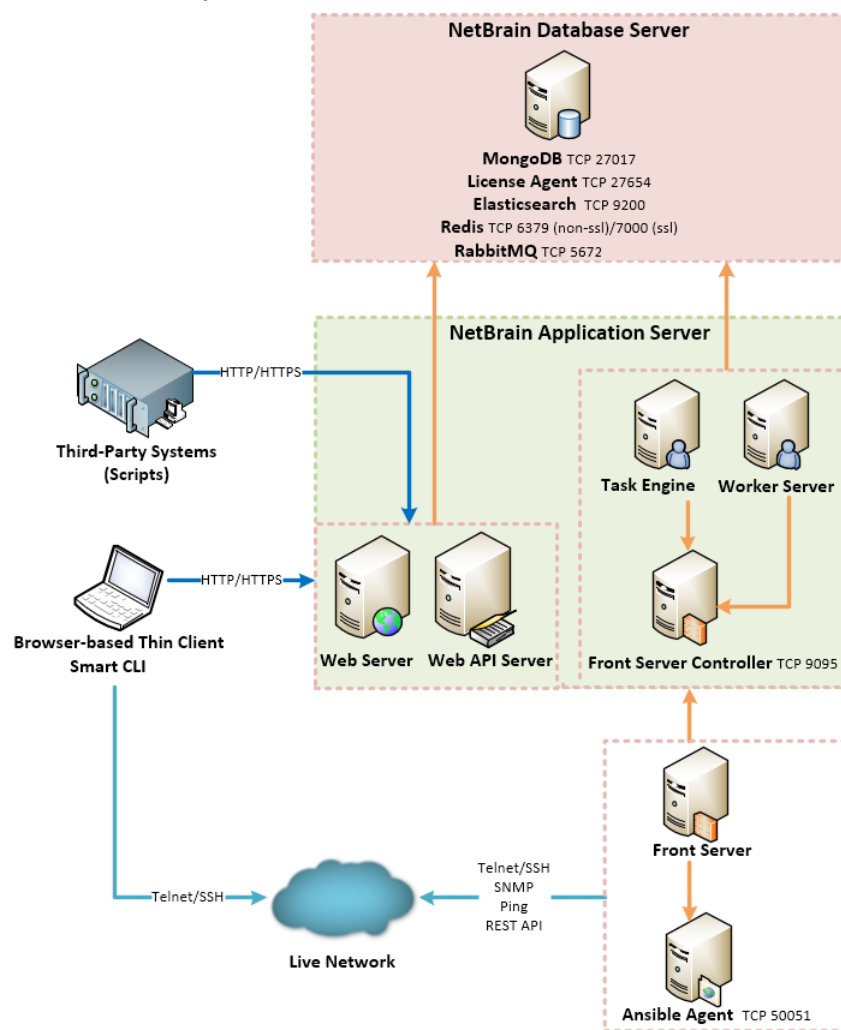 NetBrain Database Server
MongoDB TCP 27017
License Agent TCP 27654
Elasticsearch TCP 9200
Redis TCP 6379 (non-ssl)/7000 (ssl)
RabbitMQ TCP 5672
NetBrain Application Server
HTTP/HTTPS
Third-Party Systems
(Scripts)
Task Engine
Worker Server
HTTP/HTTPS
Browser-based Thin Client
Smart CLI
Web Server
Web API Server
Front Server Controller TCP 9095
Front Server
Telnet/SSH
Telnet/SSH
SNMP
Ping
REST API
Live Network
Ansible Agent TCP 50051